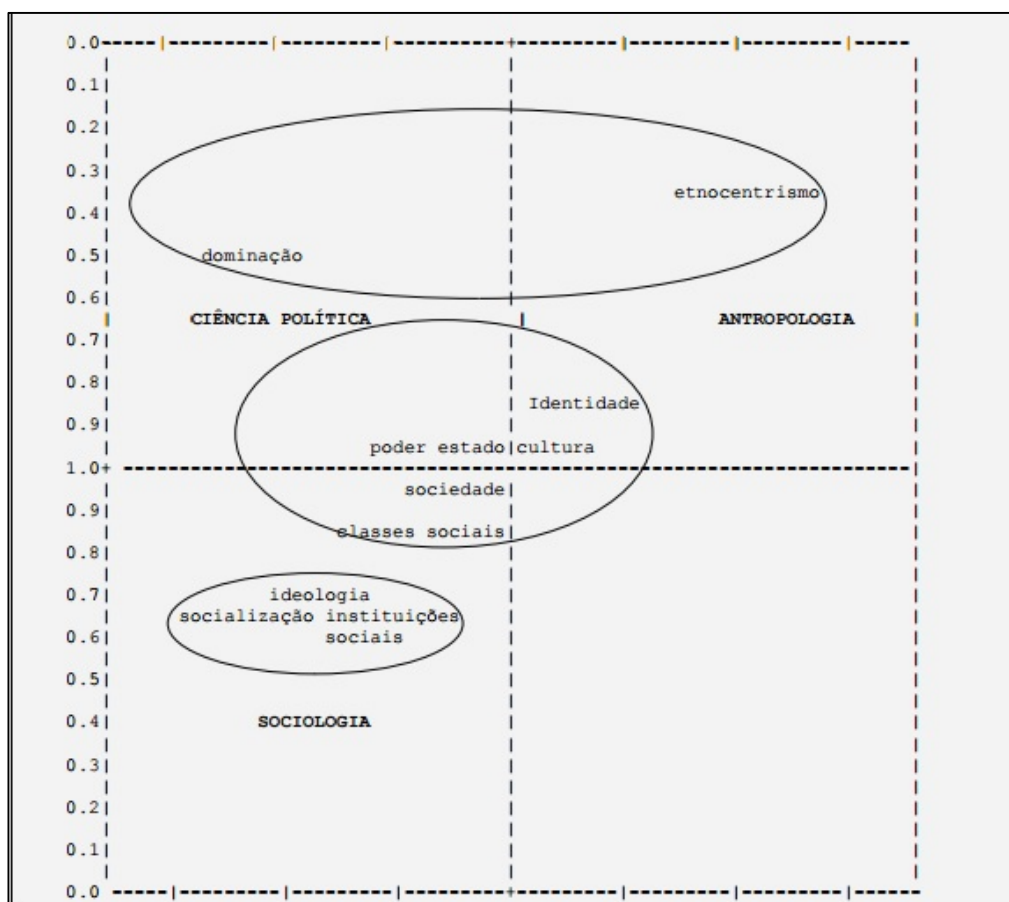 0.0
0.1
0.2
0.3
etnocentrismo
0.4
0.5 dominação
0.6
CIÊNCIA POLÍTICA ANTROPOLOGIA
0.7
0.8
Identidade
0.9
poder estado cultura
1.0
sociedade
0.9
classes sociais
0.8
0.7 ideologia
socialização instituições
0.6 sociais
0.5
0.4 SOCIOLOGIA
0.3
0.2
0.1
0.0